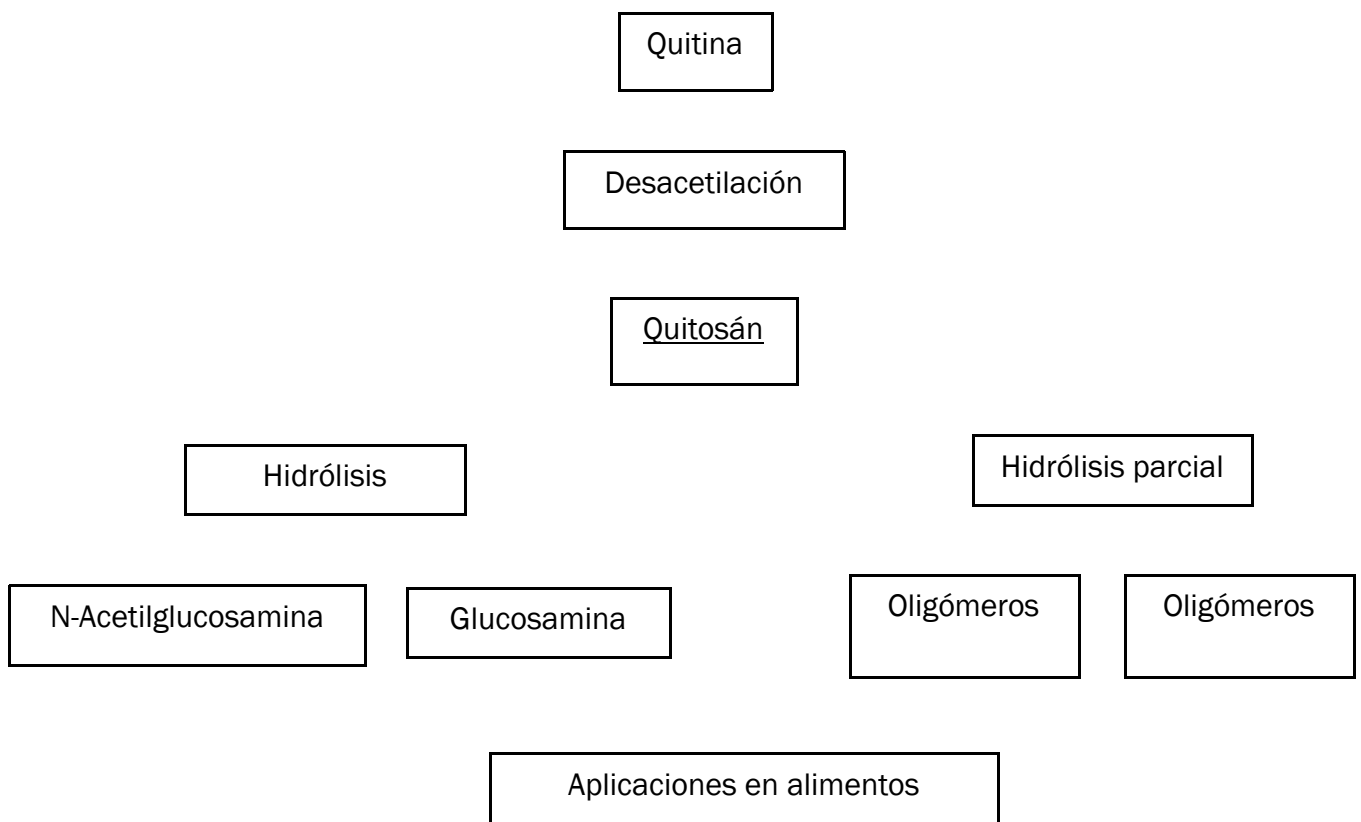 Quitina
Desacetilación
Quitosán
Hidrólisis
Hidrólisis parcial
N-Acetilglucosamina
Glucosamina
Oligómeros
Oligómeros
Aplicaciones en alimentos